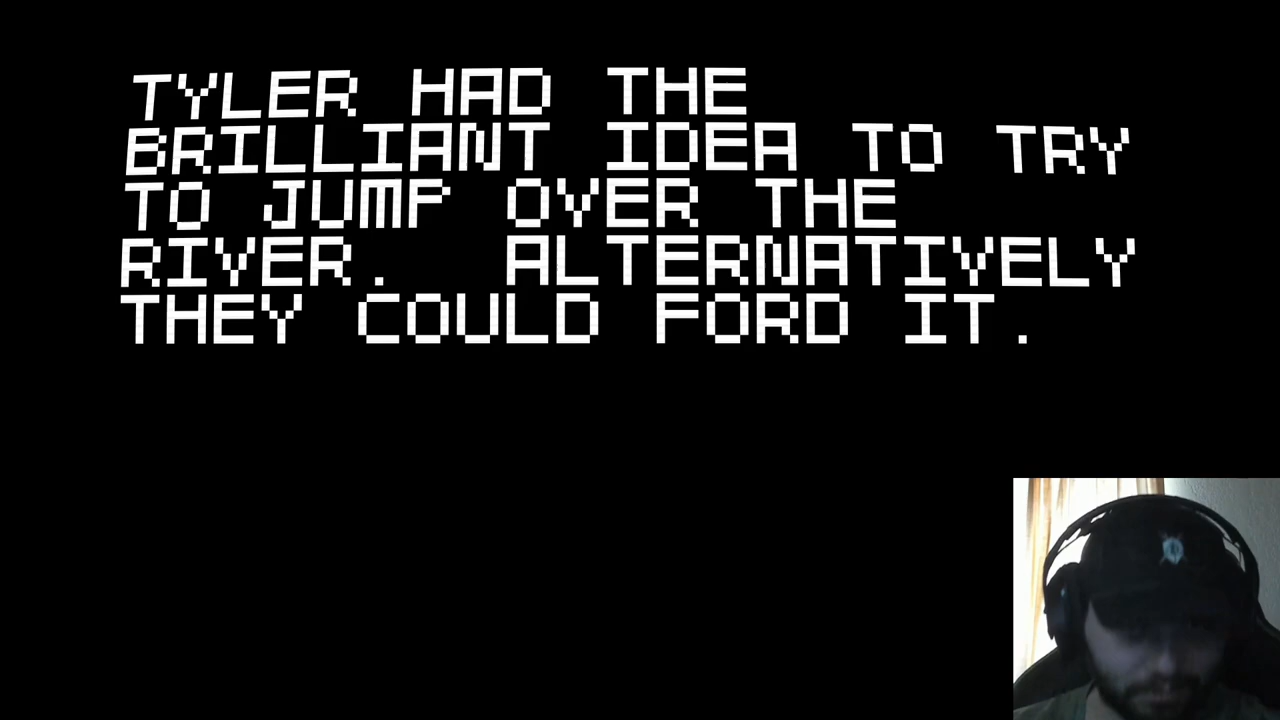 TYLER HAD THE
BRILLIANT IDEA TO TRY
TO JUMP OVER THE
RIVER. ALTERNATIVELY
THEY COULD FORD IT.